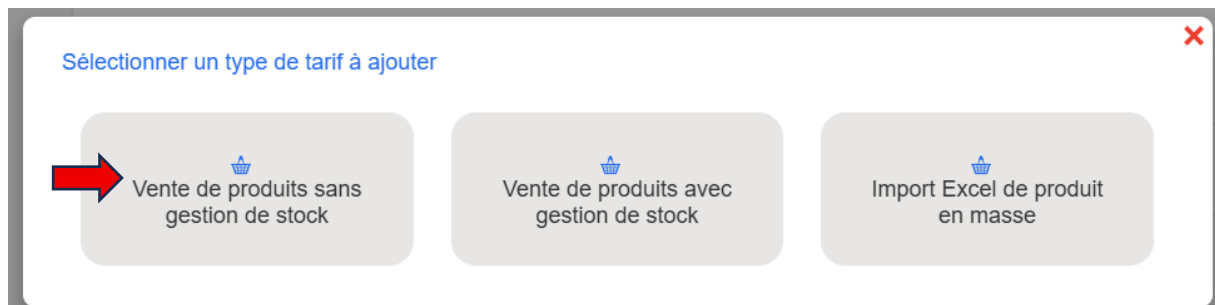 Sélectionner un type de tarif à ajouter
Vente de produits sans
gestion de stock
Vente de produits avec
gestion de stock
Import Excel de produit
en masse